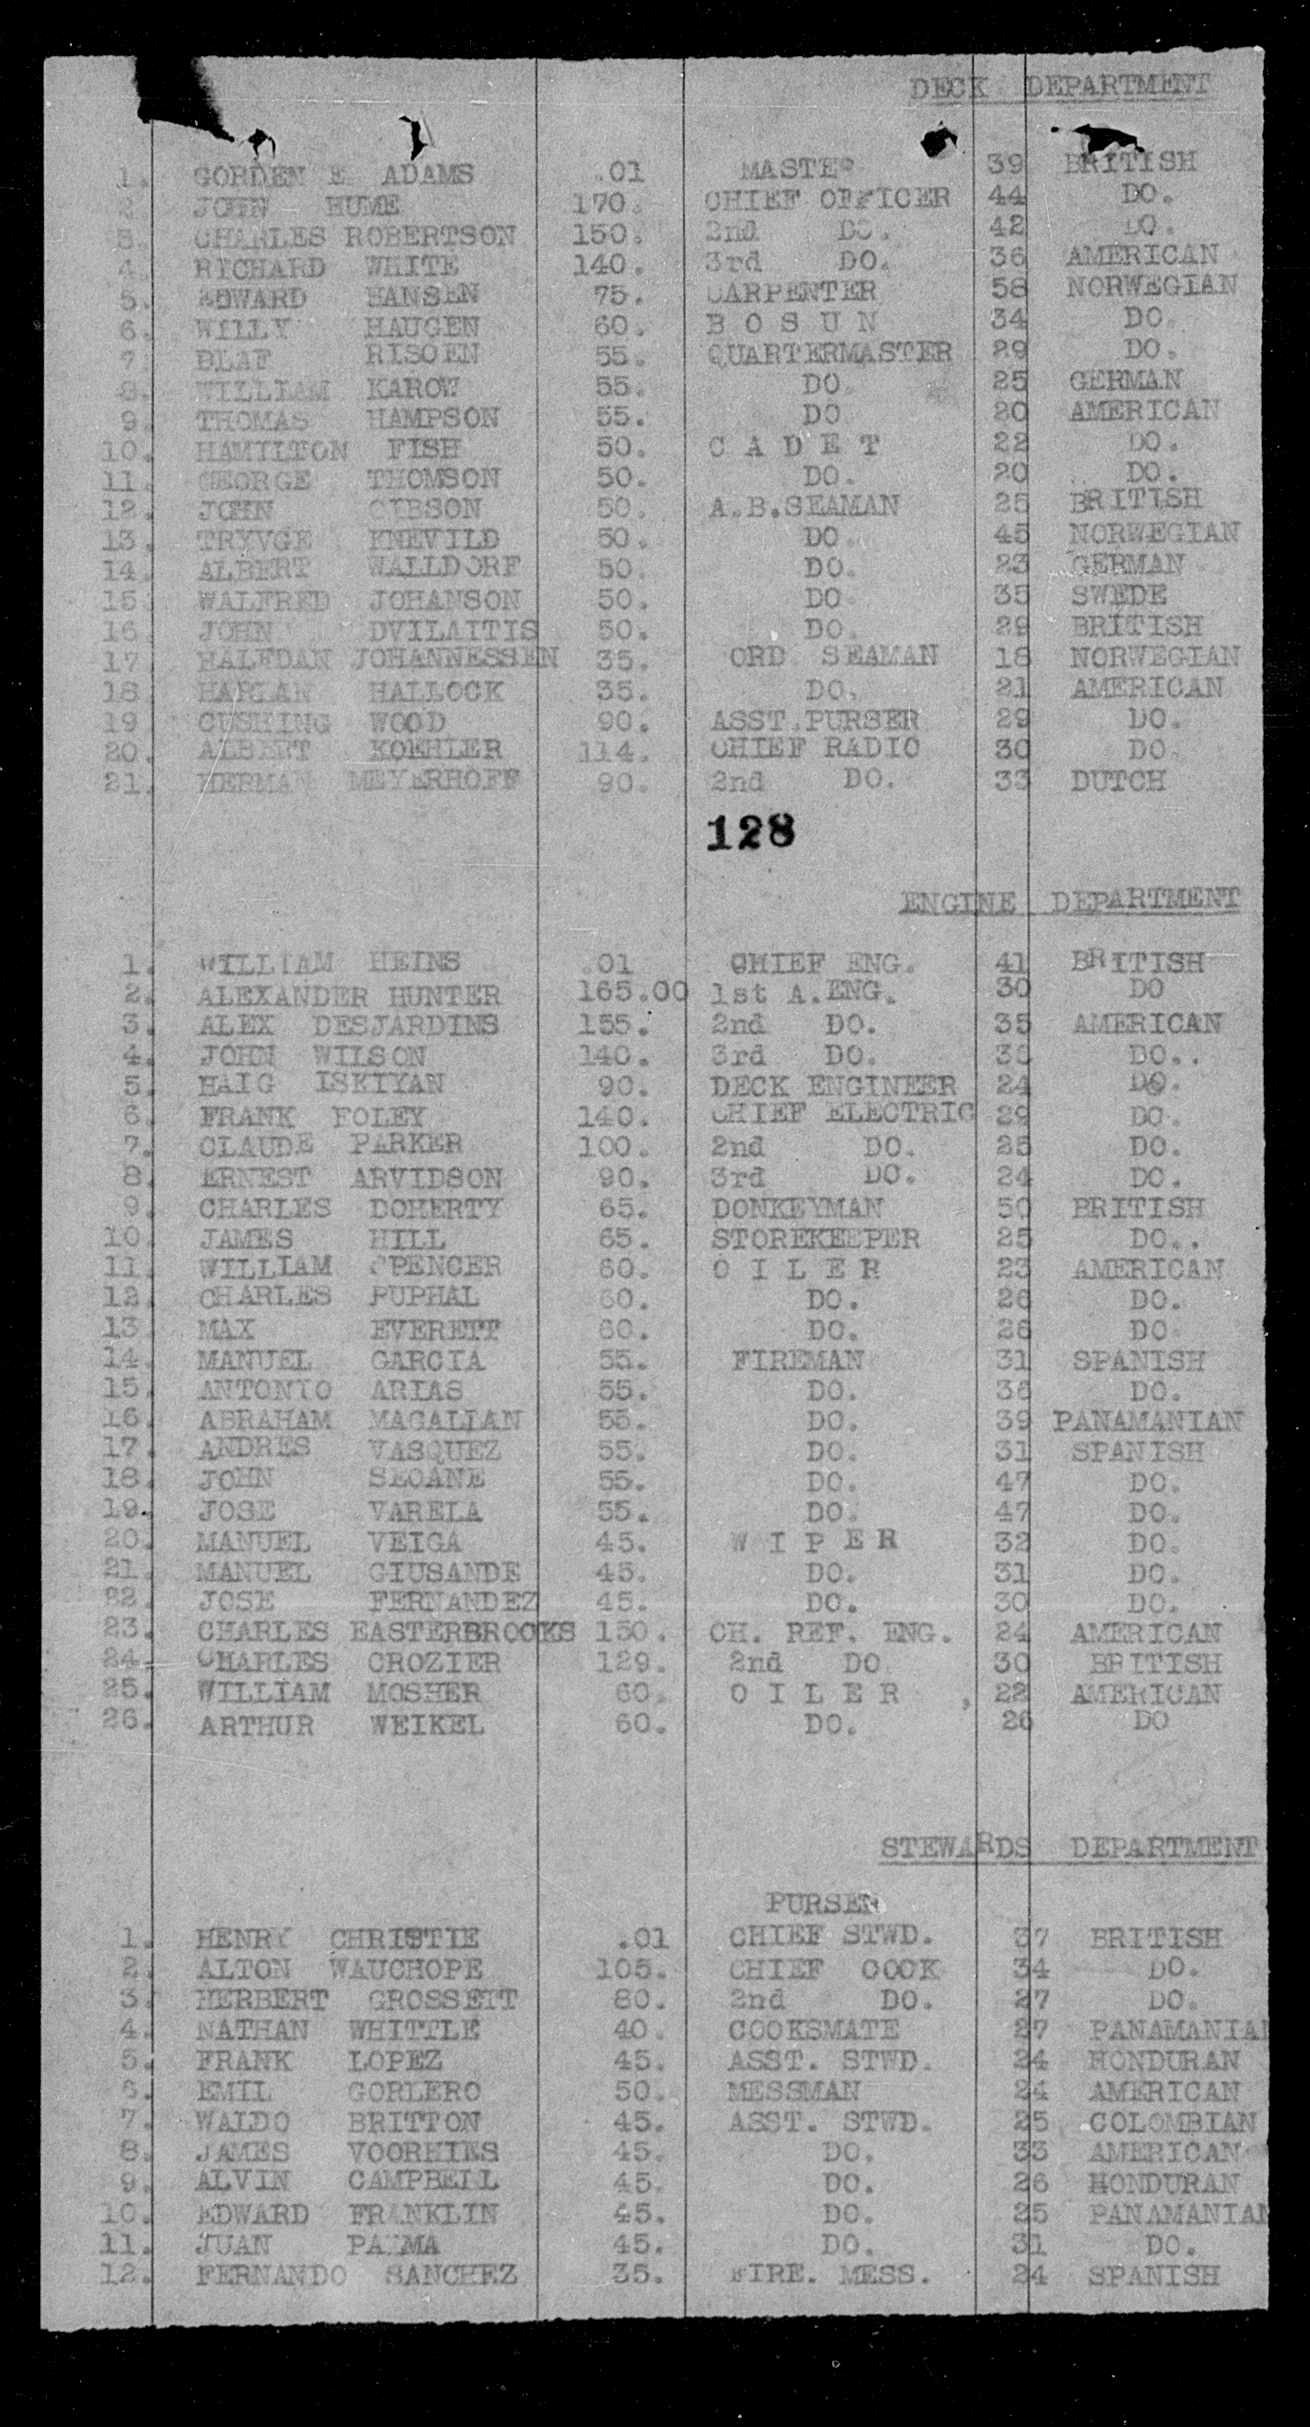 DECK DEPARTMENT
1. GORDEN E ADAMS .01 MASTER 39 BRITISH
2. JOHN HUME 170. CHIEF OFFICER 44 DO.
3. CHARLES ROBERTSON 150. 2nd DO. 42 DO.
4. RICHARD WHITE 140. 3rd DO. 36 AMERICAN
5. EDWARD HANSEN 75. CARPENTER 58 NORWEGIAN
6. WILLY HAUGEN 60. B O S U N 34 DO.
7. RISOEN 55. QUARTERMASTER 29 DO.
8. WILLIAM KAROW 55. DO. 25 GERMAN
9. THOMAS HAMPSON 55. DO 20 AMERICAN
10. HAMILTON FISH 50. C A D E T 22 DO.
11. GEORGE THOMSON 50. DO. 20 DO.
12. JOHN GIBSON 50. A.B.SEAMAN 25 BRITISH
13. TRYVGE KNEVILD 50. DO. 45 NORWEGIAN
14. ALBERT WALLDORF 50. DO. 23 GERMAN
15. WALFRED JOHANSON 50. DO. 35 SWEDE
16. JOHN DVILAITIS 50. DO. 29 BRITISH
17. HALFDAN JOHANNESSEN 35. ORD SEAMAN 18 NORWEGIAN
18. HARLAN HALLOCK 35. DO. 21 AMERICAN
19 CUSHING WOOD 90. ASST.PURSER 29 DO.
20. ALBERT KOEHLER 114. CHIEF RADIO 30 DO.
21. HERMAN MEYERHOFF 90. 2nd DO. 33 DUTCH
128
ENGINE DEPARTMENT
1. WILLIAM HEINS .01 CHIEF ENG. 41 BRITISH
2. ALEXANDER HUNTER 165.00 1st A.ENG. 30 DO
3. ALEX DESJARDINS 155. 2nd DO. 35 AMERICAN
4. JOHN WILSON 140. 3rd DO. DO..
5. HAIG ISKIYAN 90. DECK ENGINEER 24 DO.
6. FRANK FOLEY 140. CHIEF ELECTRIC 29 DO.
7. CLAUDE PARKER 100. 2nd DO. 25 DO.
8. ERNEST ARVIDSON 90. 3rd DO. 24 DO.
9. CHARLES DOHERTY 65. DONKEYMAN 50 BRITISH
10. JAMES HILL 65. STOREKEEPER 25 DO..
11. WILLIAM SPENCER 60. O I L E R 23 AMERICAN
12. CHARLES PUPHAL 60. DO. 26 DO.
13. MAX EVERETT 60. DO. 26 DO.
14. MANUEL GARCIA 55. FIREMAN 31 SPANISH
15. ANTONIO ARIAS 55. DO. 36 DO.
16. ABRAHAM MAGALLAN 55. DO. 39 PANAMANIAN
17. ANDRES VASQUEZ 55. DO. 31 SPANISH
18. JOHN SEOANE 55. DO. 47 DO.
19. JOSE VARELA 55. DO. 47 DO.
20. MANUEL VEIGA 45. W I P E R 32 DO.
21. MANUEL GIUSANDE 45. DO. 31 DO.
22. JOSE FERNANDEZ 45. DO. 30 DO.
23. CHARLES EASTERBROOKS 150. CH. REF. ENG. 24 AMERICAN
24. CHARLES CROZIER 129. 2nd DO 30 BRITISH
25. WILLIAM MOSHER 60. O I L E R , 22 AMERICAN
26. ARTHUR WEIKEL 60. DO. 26 DO
STEWARDS DEPARTMENT
PURSER
1. HENRY CHRISTIE .01 CHIEF STWD. 37 BRITISH
2. ALTON WAUCHOPE 105. CHIEF COOK 34 DO.
3. HERBERT GROSSETT 80. 2nd DO. 27 DO.
4. NATHAN WHITTLE 40. COOKSMATE 27 PANAMANIAN
5. FRANK LOPEZ 45. ASST. STWD. 24 HONDURAN
6. EMIL GORLERO 50. MESSMAN 24 AMERICAN
7. WALDO BRITTON 45. ASST. STWD. 25 COLOMBIAN
8. JAMES VOORHIES 45. DO. 33 AMERICAN
9. ALVIN CAMPBELL 45. DO. 26 HONDURAN
10. EDWARD FRANKLIN 45. DO. 25 PANAMANIAN
11. JUAN PALMA 45. DO. 31 DO.
12. FERNANDO SANCHEZ 35. FIRE. MESS. 24 SPANISH